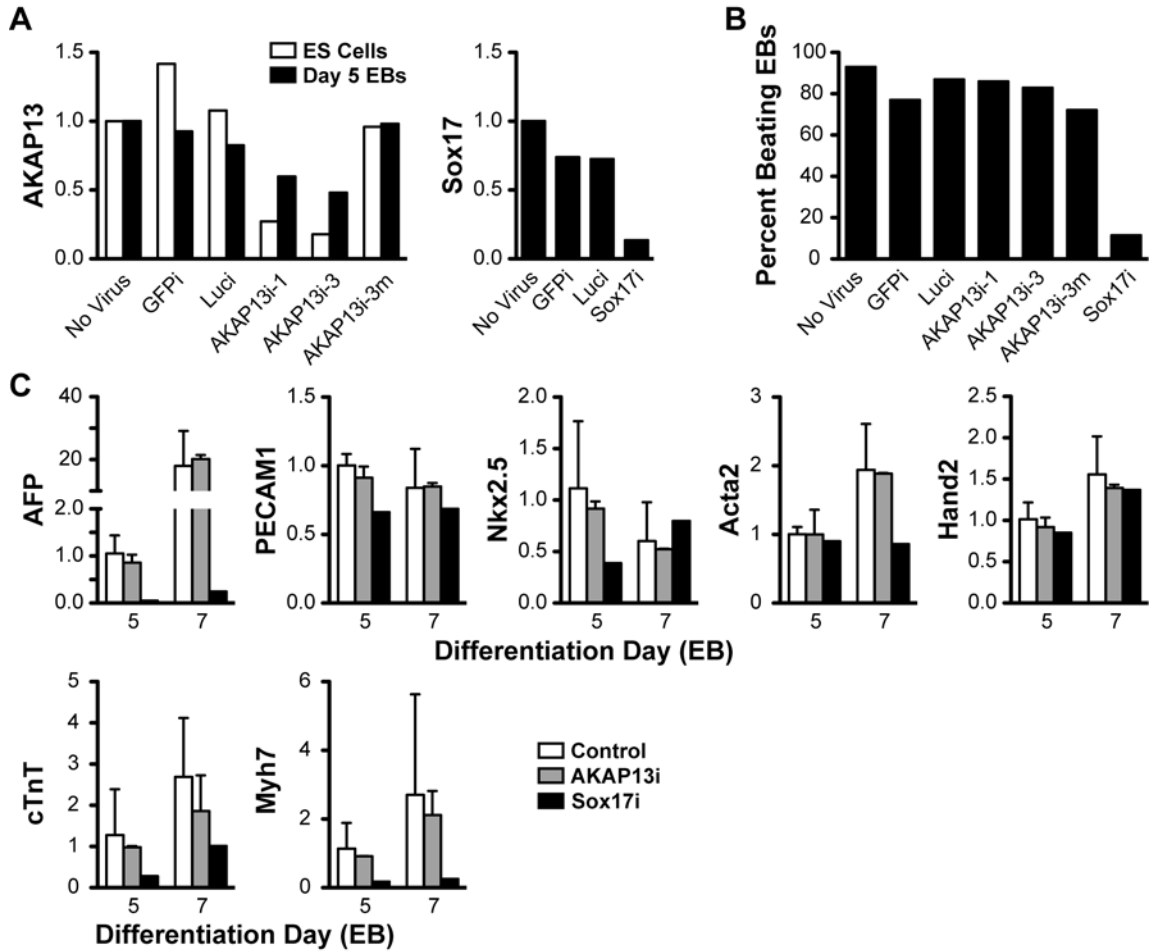 A
B
AKAP13
1.5
1.0
0.5
0.0
ES Cells
Day 5 EBs
No Virus
GFPi
Luci
AKAP13i-1
AKAP13i-3
AKAP13i-3m
Sox17
1.5
1.0
0.5
0.0
No Virus
GFPi
Luci
Sox17i
Percent Beating EBs
100
80
60
40
20
0
No Virus
GFPi
Luci
AKAP13i-1
AKAP13i-3
AKAP13i-3m
Sox17i
C
AFP
40
20
2.0
1.0
0.0
5
7
PECAM1
1.5
1.0
0.5
0.0
5
7
Nkx2.5
2.0
1.5
1.0
0.5
0
5
7
Acta2
3
2
1
0
5
7
Hand2
2.5
2.0
1.5
1.0
0.5
0.0
5
7
Differentiation Day (EB)
cTnT
5
4
3
2
1
0
5
7
Myh7
6
4
2
0
5
7
Control
AKAP13i
Sox17i
Differentiation Day (EB)